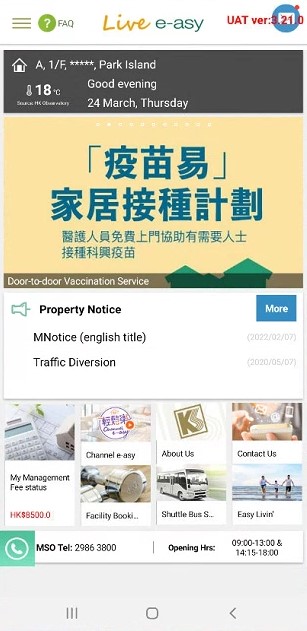 FAQ
Live e-asy
UAT ver:3.21.0
A, 1/F, *****, Park Island
18°C
Good evening
Source: HK Observatory
24 March, Thursday
「疫苗易」
家居接種計劃
醫護人員免費上門協助有需要人士
接種科興疫苗
Door-to-door Vaccination Service
Property Notice
More
MNotice (english title)
(2022/02/07)
Traffic Diversion
(2020/05/07)
輕鬆網
Channel e-asy
My Management
Fee status
HK$8500.0
Channel e-asy
Facility Booki...
About Us
Shuttle Bus S...
Contact Us
Easy Livin'
MSO Tel: 2986 3800
Opening Hrs:
09:00-13:00 &
14:15-18:00